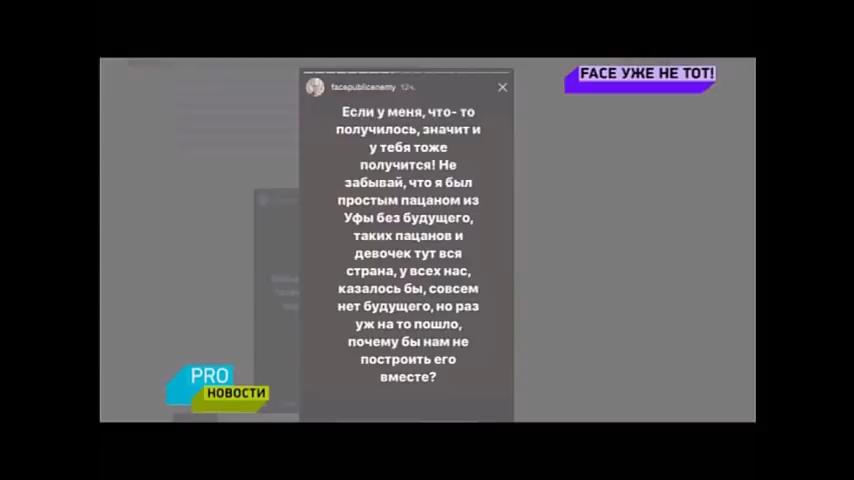 FACE УЖЕ НЕ ТОТ!
facepublicenemy 12ч.
Если у меня, что- то
получилось, значит и
у тебя тоже
получится! Не
забывай, что я был
простым пацаном из
Уфы без будущего,
таких пацанов и
девочек тут вся
страна, у всех нас,
казалось бы, совсем
нет будущего, но раз
уж на то пошло,
почему бы нам не
построить его
вместе?
PRO
НОВОСТИ